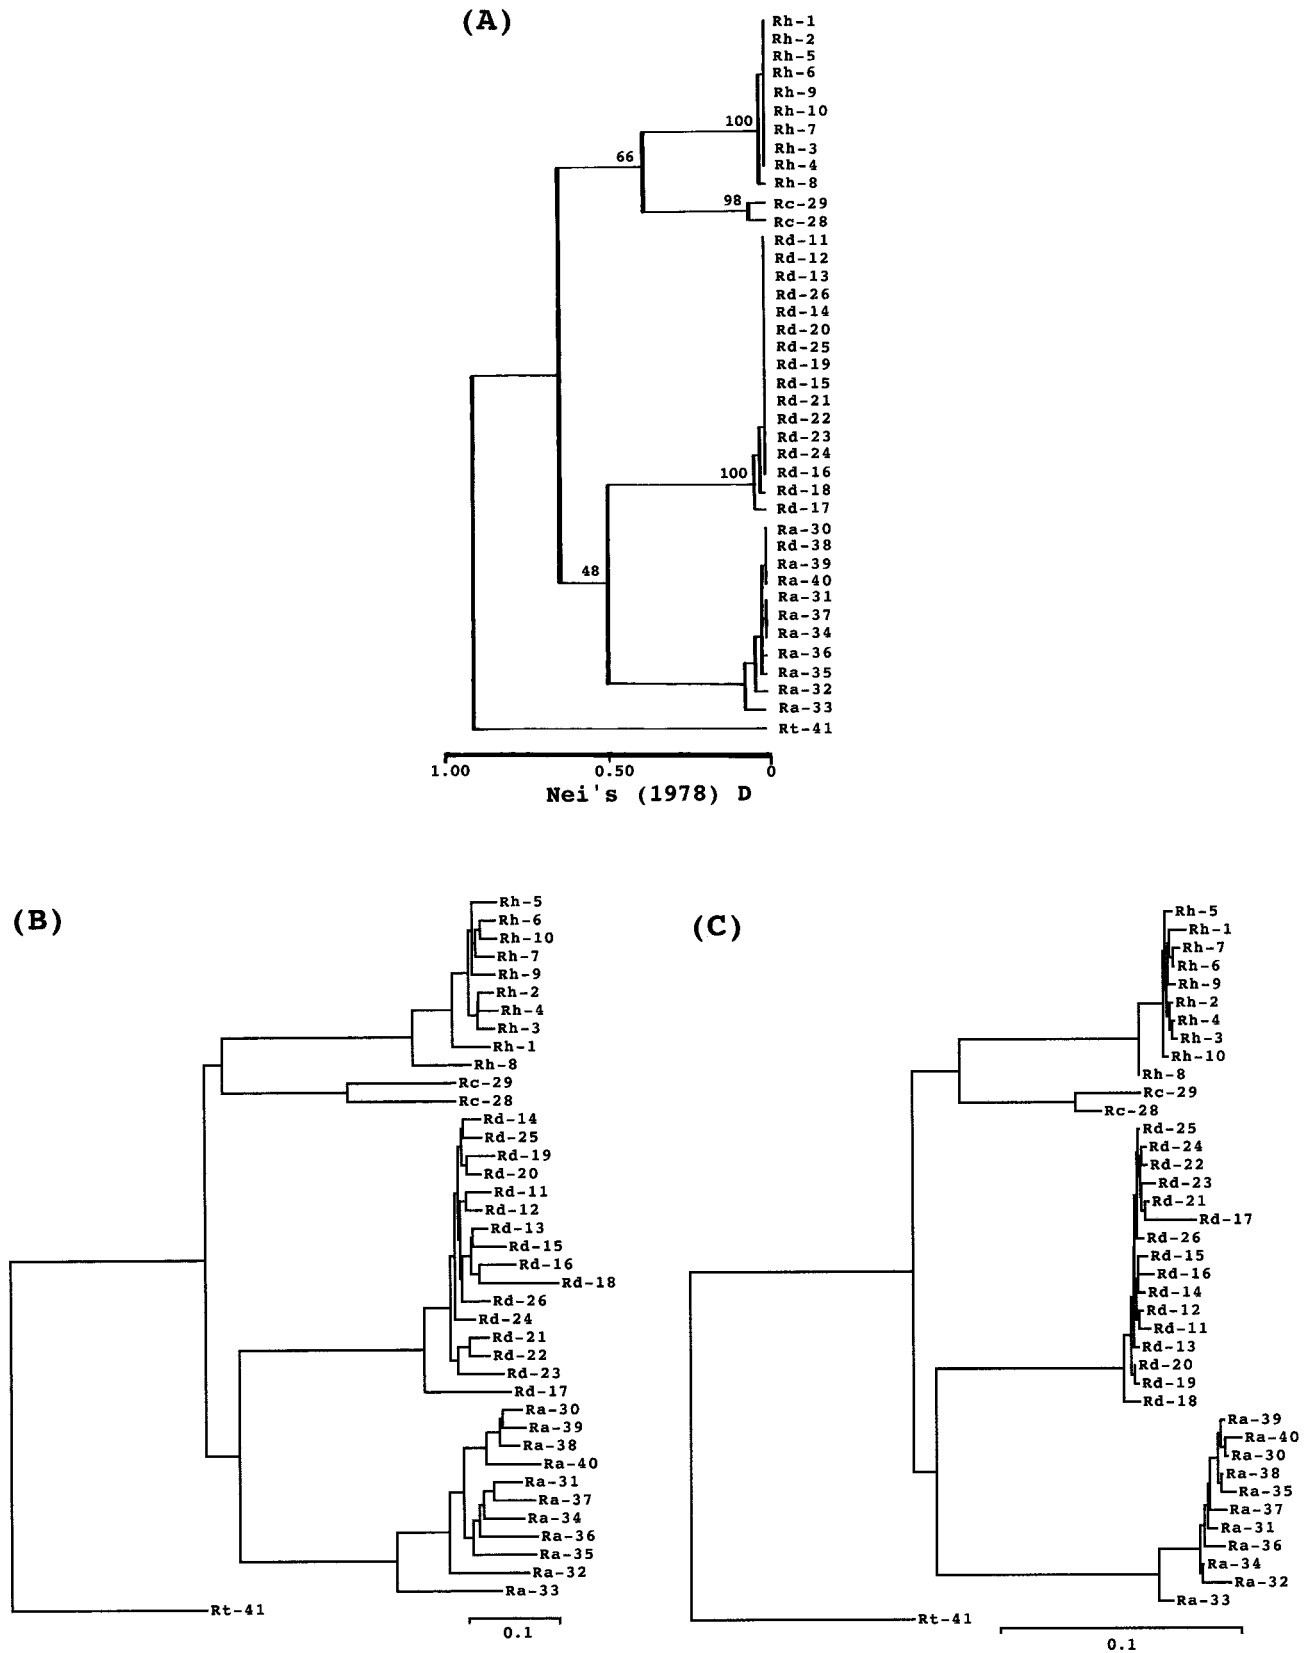 (A)
Rh-1
Rh-2
Rh-5
Rh-6
Rh-9
Rh-10
100
Rh-7
Rh-3
66
Rh-4
Rh-8
98
Rc-29
Rc-28
Rd-11
Rd-12
Rd-13
Rd-26
Rd-14
Rd-20
Rd-25
Rd-19
Rd-15
Rd-21
Rd-22
Rd-23
Rd-24
100
Rd-16
Rd-18
Rd-17
Ra-30
Rd-38
Ra-39
48
Ra-40
Ra-31
Ra-37
Ra-34
Ra-36
Ra-35
Ra-32
Ra-33
Rt-41
1.00 0.50 0
Nei's (1978) D
(B)
Rh-5
Rh-6
Rh-10
Rh-7
Rh-9
Rh-2
Rh-4
Rh-3
Rh-1
Rh-8
Rc-29
Rc-28
Rd-14
Rd-25
Rd-19
Rd-20
Rd-11
Rd-12
Rd-13
Rd-15
Rd-16
Rd-18
Rd-26
Rd-24
Rd-21
Rd-22
Rd-23
Rd-17
Ra-30
Ra-39
Ra-38
Ra-40
Ra-31
Ra-37
Ra-34
Ra-36
Ra-35
Ra-32
Ra-33
Rt-41
0.1
(C)
Rh-5
Rh-1
Rh-7
Rh-6
Rh-9
Rh-2
Rh-4
Rh-3
Rh-10
Rh-8
Rc-29
Rc-28
Rd-25
Rd-24
Rd-22
Rd-23
Rd-21
Rd-17
Rd-26
Rd-15
Rd-16
Rd-14
Rd-12
Rd-11
Rd-13
Rd-20
Rd-19
Rd-18
Ra-39
Ra-40
Ra-30
Ra-38
Ra-35
Ra-37
Ra-31
Ra-36
Ra-34
Ra-32
Ra-33
Rt-41
0.1